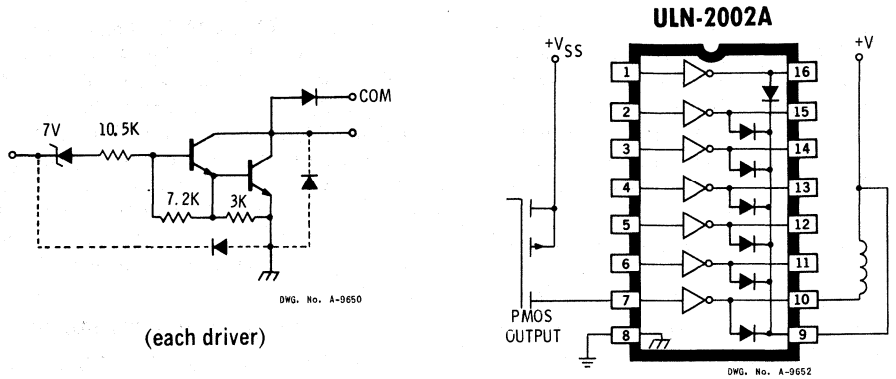 7V
10.5K
COM
7.2K
3K
DWG. No. A-9650
(each driver)
ULN-2002A
+VSS
+V
1
16
2
15
3
14
4
13
5
12
6
11
7
10
8
9
PMOS
OUTPUT
DWG. No. A-9652